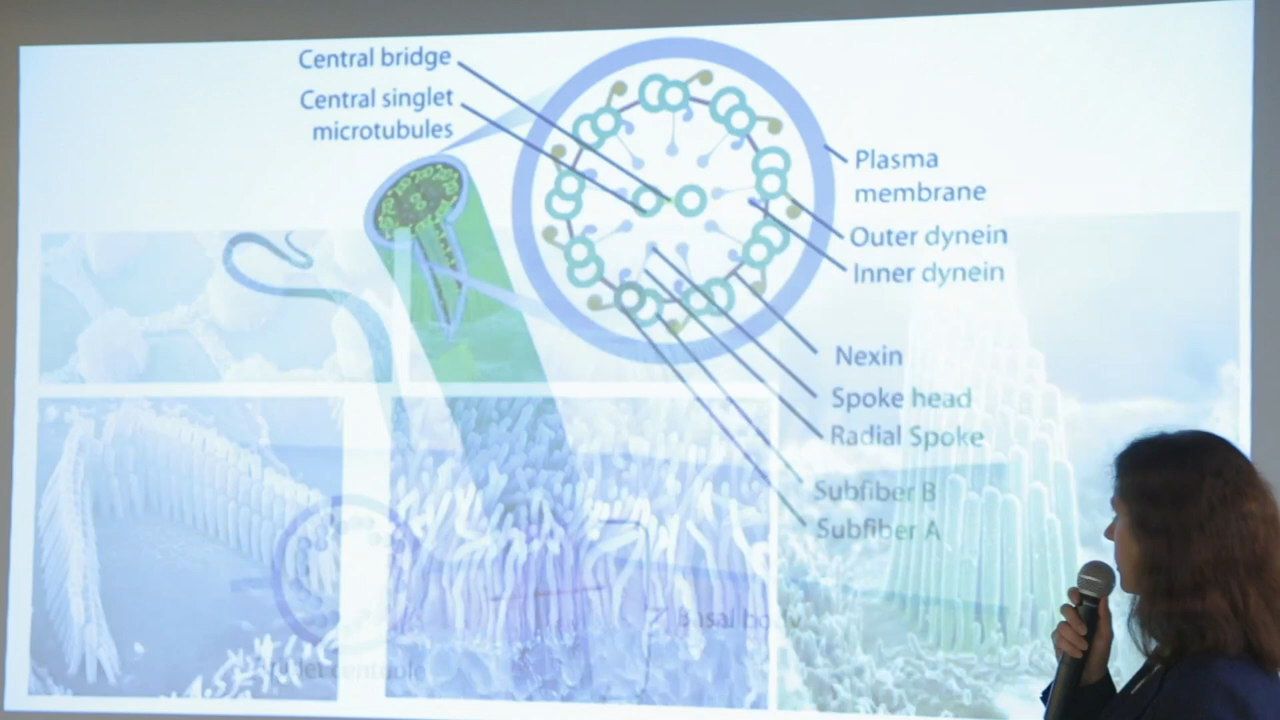 Central bridge
Central singlet
microtubules
Plasma
membrane
Outer dynein
Inner dynein
Nexin
Spoke head
Radial Spoke
Subfiber B
Subfiber A
basal body